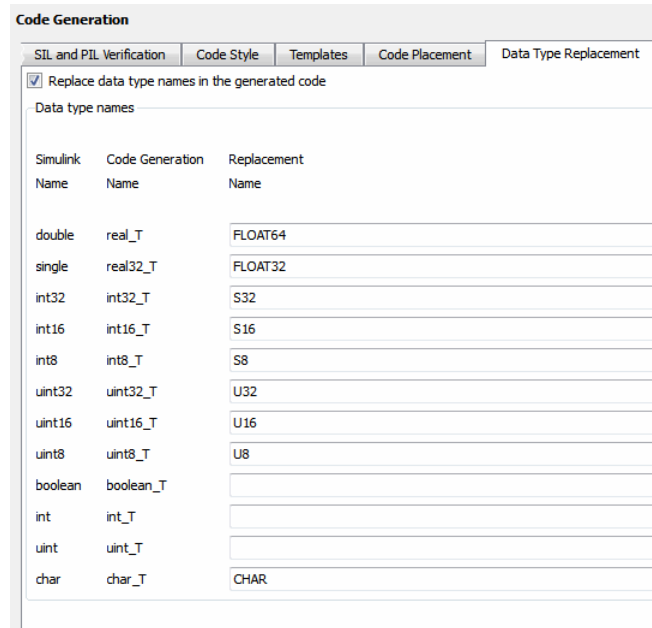 Code Generation
SIL and PIL Verification Code Style Templates Code Placement Data Type Replacement
Replace data type names in the generated code
Data type names
Simulink Code Generation Replacement
Name Name Name
double real_T FLOAT64
single real32_T FLOAT32
int32 int32_T S32
int16 int16_T S16
int8 int8_T S8
uint32 uint32_T U32
uint16 uint16_T U16
uint8 uint8_T U8
boolean boolean_T
int int_T
uint uint_T
char char_T CHAR